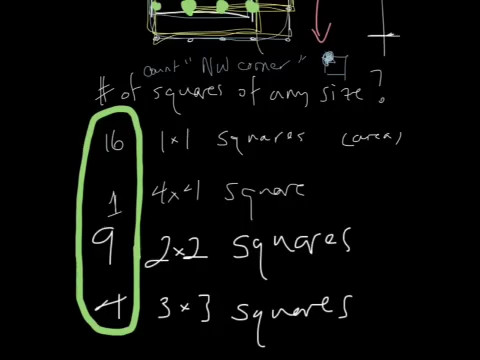 count "NW corner"
# of squares of any size?
16 1×1 squares (area)
1 4×4 square
9 2×2 squares
4 3×3 squares